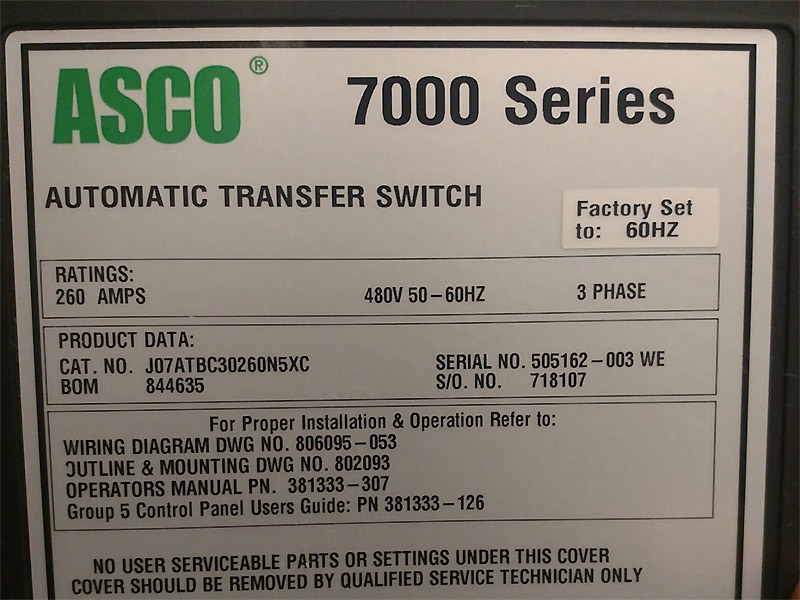 ASCO® 7000 Series
AUTOMATIC TRANSFER SWITCH
Factory Set
to: 60HZ
RATINGS:
260 AMPS 480V 50-60HZ 3 PHASE
PRODUCT DATA:
CAT. NO. J07ATBC30260N5XC SERIAL NO. 505162-003 WE
BOM 844635 S/O. NO. 718107
For Proper Installation & Operation Refer to:
WIRING DIAGRAM DWG NO. 806095-053
OUTLINE & MOUNTING DWG NO. 802093
OPERATORS MANUAL PN. 381333-307
Group 5 Control Panel Users Guide: PN 381333-126
NO USER SERVICEABLE PARTS OR SETTINGS UNDER THIS COVER
COVER SHOULD BE REMOVED BY QUALIFIED SERVICE TECHNICIAN ONLY